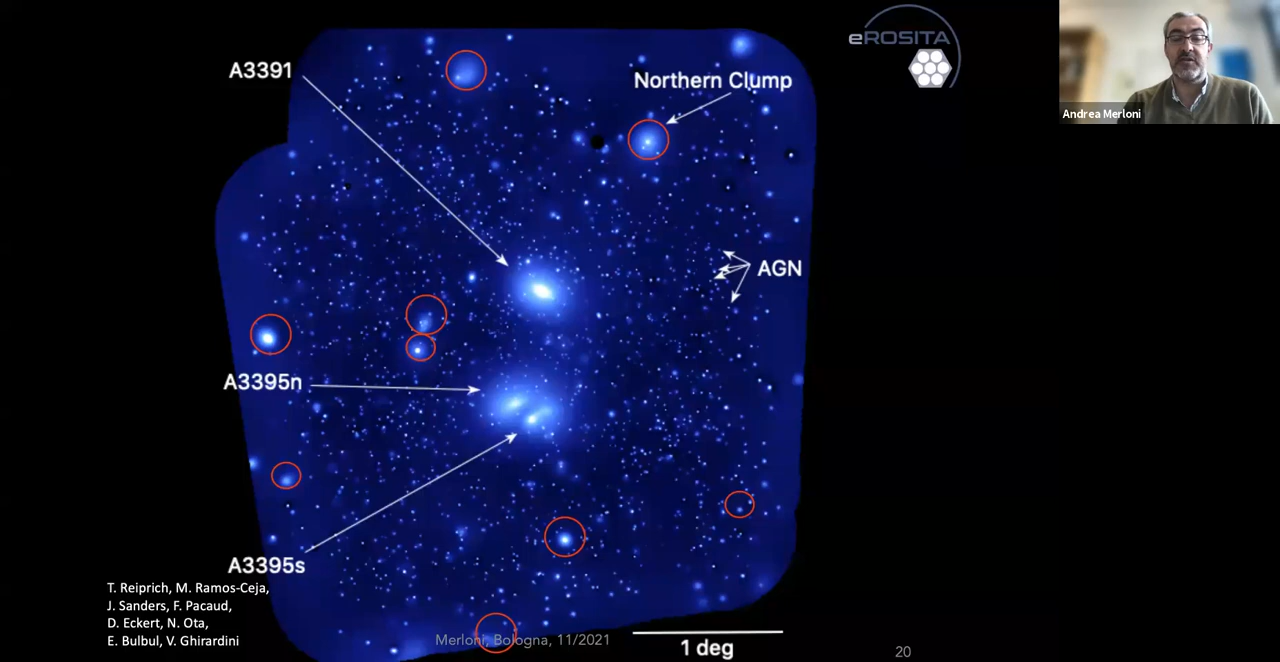 eROSITA
A3391
Northern Clump
Andrea Merloni
AGN
A3395n
A3395s
T. Reiprich, M. Ramos-Ceja,
J. Sanders, F. Pacaud,
D. Eckert, N. Ota,
E. Bulbul, V. Ghirardini
Merloni, Bologna, 11/2021
1 deg
20